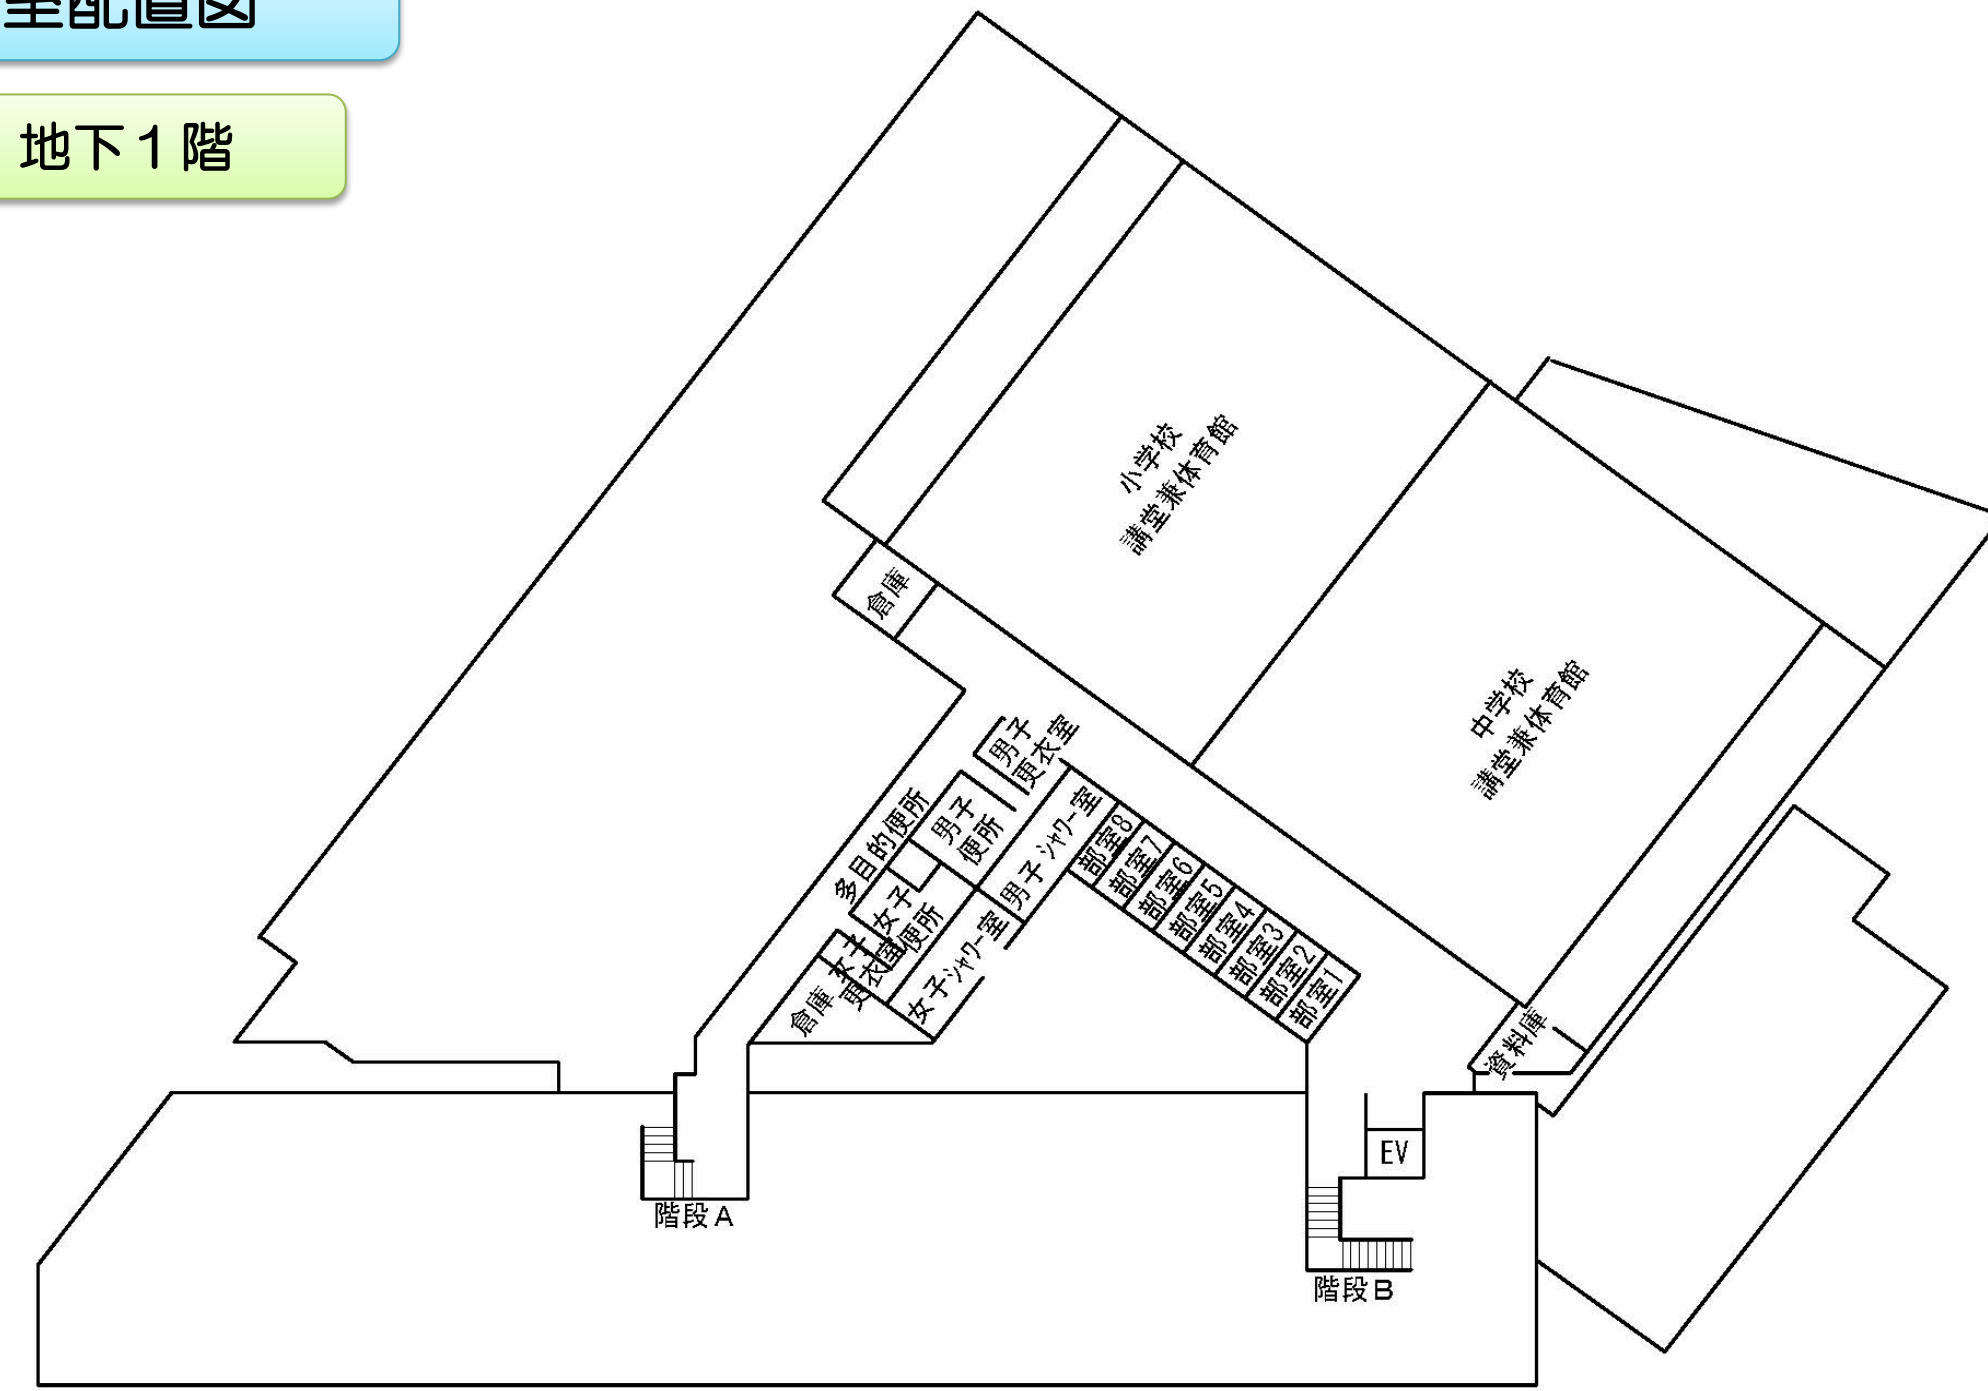 室配置図
地下１階
小学校
講堂兼体育館
中学校
講堂兼体育館
倉庫
男子
更衣室
多目的便所
男子
便所
男子シャワー室
女子
便所
女子
更衣室
女子シャワー室
倉庫
部室8
部室7
部室6
部室5
部室4
部室3
部室2
部室1
資料庫
EV
階段A
階段B